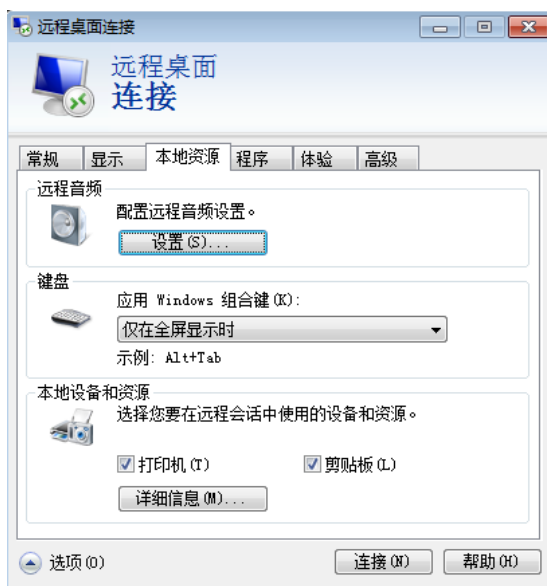 远程桌面连接
远程桌面
连接
常规 显示 本地资源 程序 体验 高级
远程音频
配置远程音频设置。
设置(S)...
键盘
应用 Windows 组合键(K):
仅在全屏显示时
示例: Alt+Tab
本地设备和资源
选择您要在远程会话中使用的设备和资源。
打印机(T) 剪贴板(L)
详细信息(M)...
选项(O) 连接(N) 帮助(H)